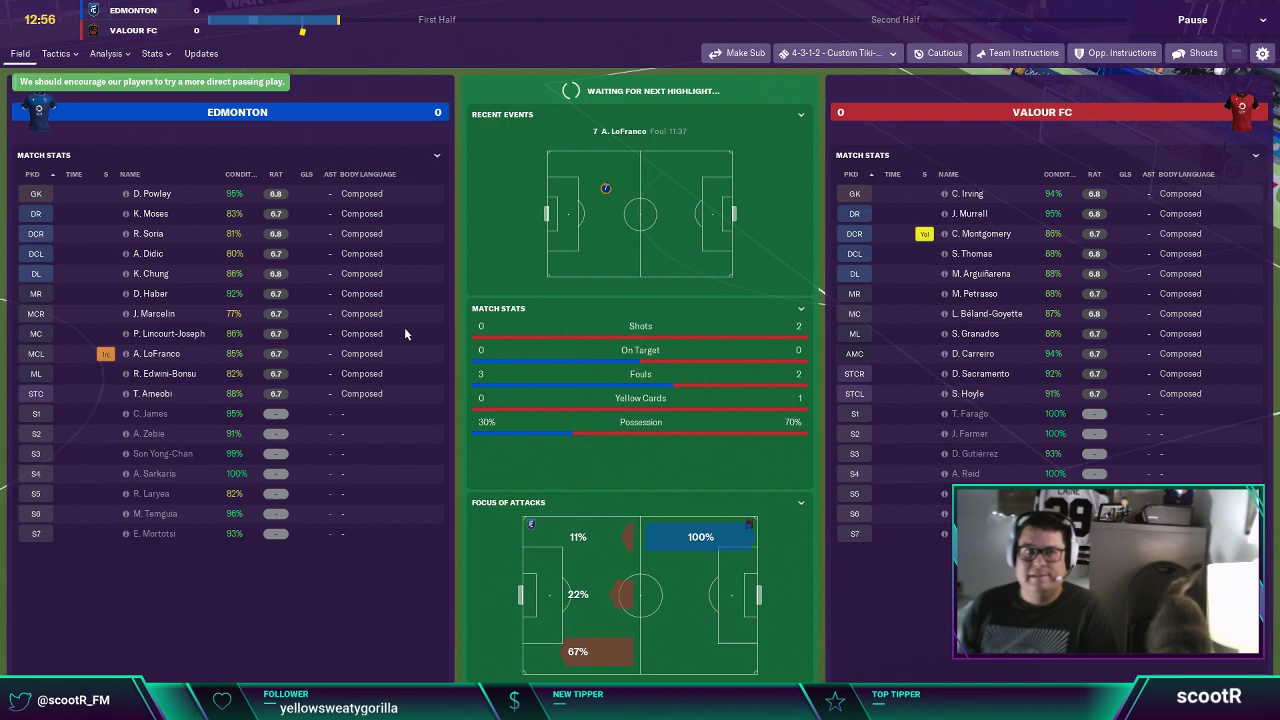 12:56
EDMONTON 0
VALOUR FC 0
First Half
Second Half
Pause
Field Tactics Analysis Stats Updates
Make Sub 4-3-1-2 - Custom Tiki-... Cautious Team Instructions Opp. Instructions Shouts
We should encourage our players to try a more direct passing play.
EDMONTON 0
MATCH STATS
PKD TIME S NAME CONDIT... RAT GLS AST BODY LANGUAGE
GK D. Powley 95% 6.8 - Composed
DR K. Moses 83% 6.7 - Composed
DCR R. Soria 81% 6.8 - Composed
DCL A. Didic 80% 6.7 - Composed
DL K. Chung 86% 6.8 - Composed
MR D. Haber 92% 6.7 - Composed
MCR J. Marcelin 77% 6.7 - Composed
MC P. Lincourt-Joseph 86% 6.7 - Composed
MCL Inj A. LoFranco 85% 6.7 - Composed
ML R. Edwini-Bonsu 82% 6.7 - Composed
STC T. Ameobi 88% 6.7 - Composed
S1 C. James 95% - - -
S2 A. Zebie 91% - - -
S3 Son Yong-Chan 99% - - -
S4 A. Sarkaria 100% - - -
S5 R. Laryea 82% - - -
S6 M. Temguia 96% - - -
S7 E. Mortotsi 93% - - -
WAITING FOR NEXT HIGHLIGHT...
RECENT EVENTS
7 A. LoFranco Foul 11:37
7
MATCH STATS
0 Shots 2
0 On Target 0
3 Fouls 2
0 Yellow Cards 1
30% Possession 70%
FOCUS OF ATTACKS
11% 100%
22%
67%
0 VALOUR FC
MATCH STATS
PKD TIME S NAME CONDIT... RAT GLS AST BODY LANGUAGE
GK C. Irving 94% 6.8 - Composed
DR J. Murrell 95% 6.8 - Composed
DCR Yel C. Montgomery 86% 6.7 - Composed
DCL S. Thomas 88% 6.8 - Composed
DL M. Arguiñarena 88% 6.8 - Composed
MR M. Petrasso 88% 6.7 - Composed
MC L. Béland-Goyette 87% 6.8 - Composed
ML S. Granados 86% 6.7 - Composed
AMC D. Carreiro 94% 6.7 - Composed
STCR D. Sacramento 92% 6.7 - Composed
STCL S. Hoyle 91% 6.7 - Composed
S1 T. Farago 100% - - -
S2 J. Farmer 100% - - -
S3 D. Gutiérrez 93% - - -
S4 A. Reid 100% - - -
S5
S6
S7
LAINE
29
@scootR_FM
FOLLOWER
yellowsweatygorilla
NEW TIPPER
TOP TIPPER
scootR